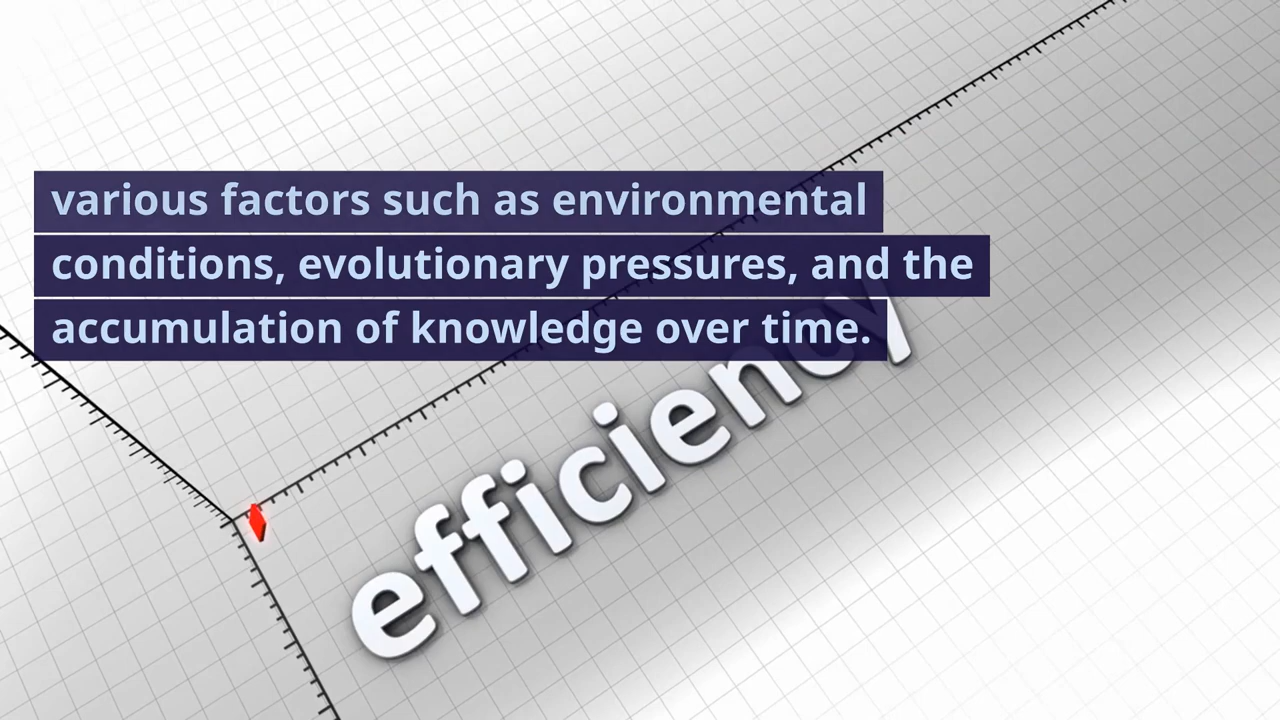 various factors such as environmental
conditions, evolutionary pressures, and the
accumulation of knowledge over time.
efficiency